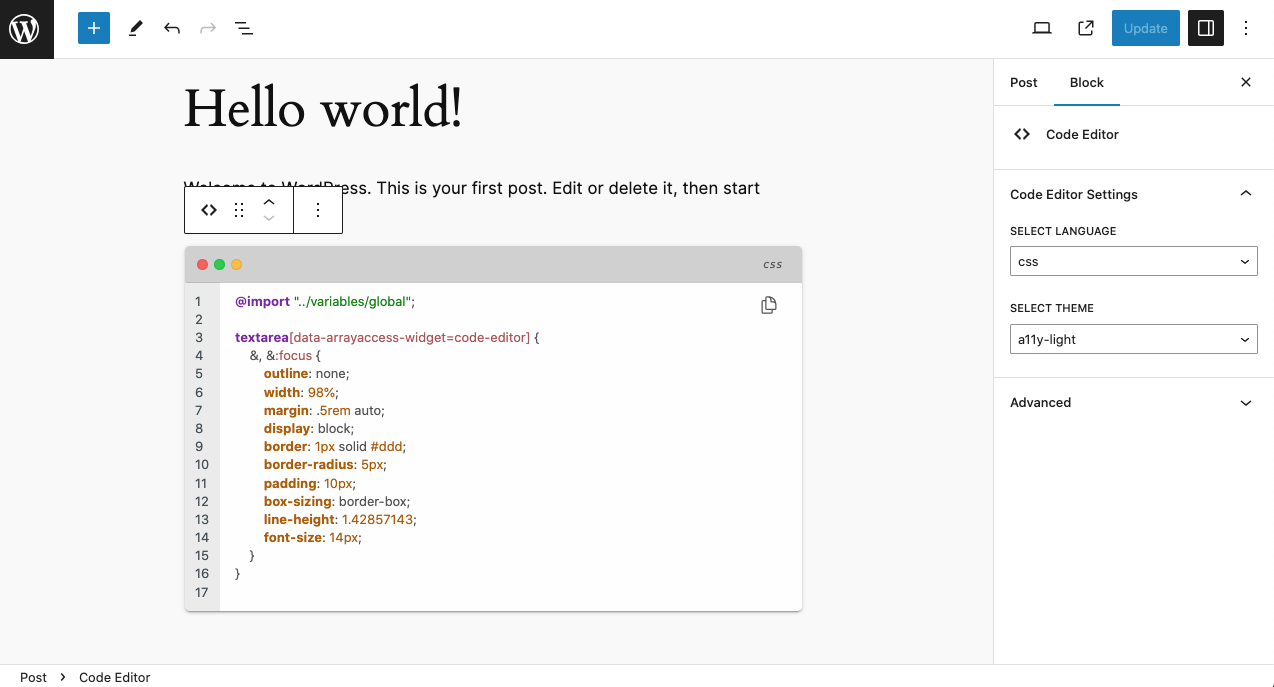 Update
Hello world!
Welcome to WordPress. This is your first post. Edit or delete it, then start
css
1 @import "../variables/global";
2
3 textarea[data-arrayaccess-widget=code-editor] {
4 &, &:focus {
5 outline: none;
6 width: 98%;
7 margin: .5rem auto;
8 display: block;
9 border: 1px solid #ddd;
10 border-radius: 5px;
11 padding: 10px;
12 box-sizing: border-box;
13 line-height: 1.42857143;
14 font-size: 14px;
15 }
16 }
17
Post Block
Code Editor
Code Editor Settings
SELECT LANGUAGE
css
SELECT THEME
a11y-light
Advanced
Post > Code Editor